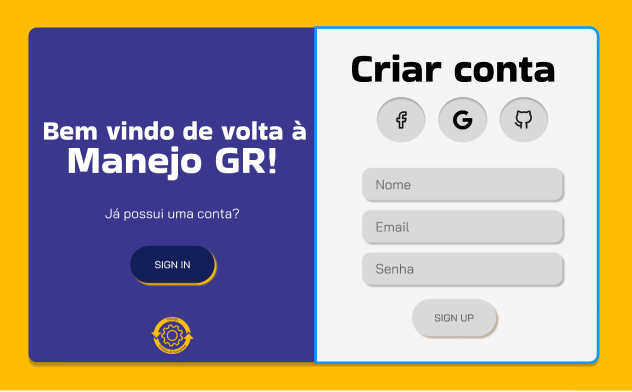 Bem vindo de volta à
Manejo GR!
Já possui uma conta?
SIGN IN
Criar conta
Nome
Email
Senha
SIGN UP